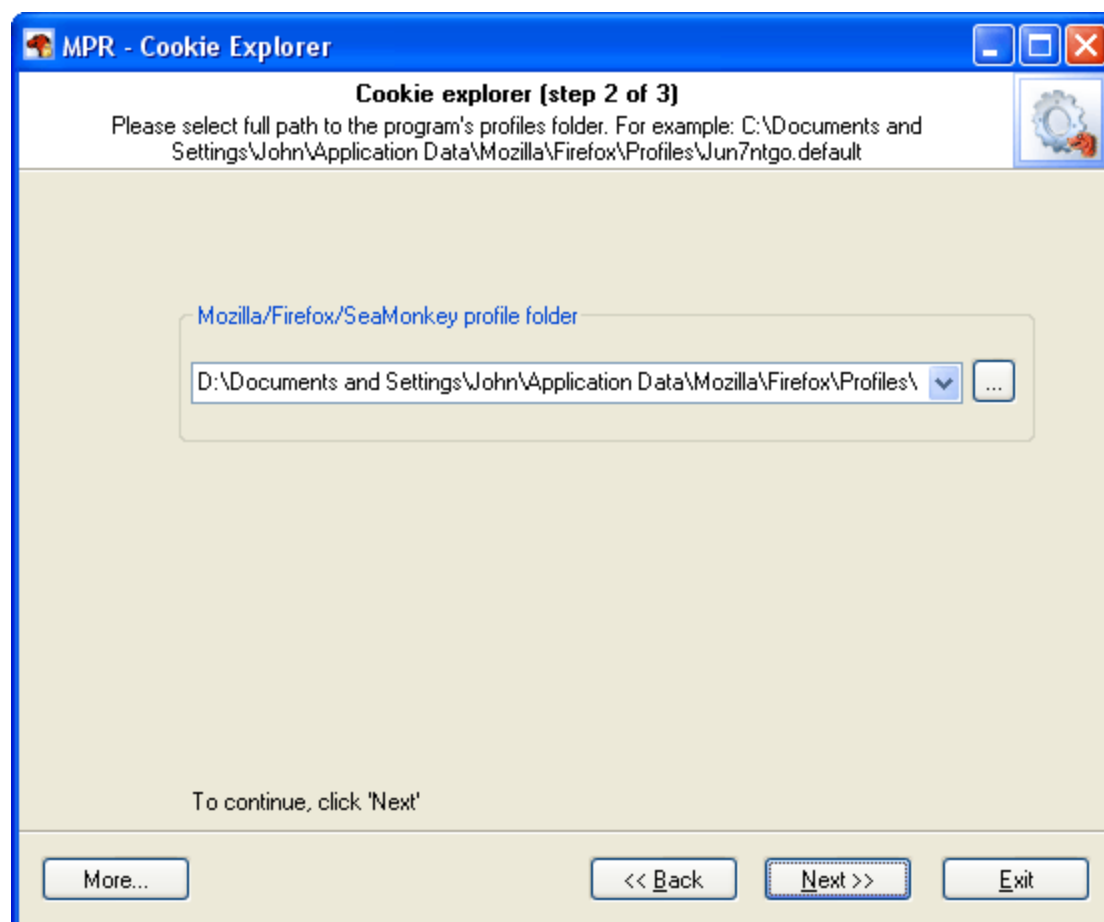 MPR - Cookie Explorer
Cookie explorer (step 2 of 3)
Please select full path to the program's profiles folder. For example: C:\Documents and
Settings\John\Application Data\Mozilla\Firefox\Profiles\Jun7ntgo.default
Mozilla/Firefox/SeaMonkey profile folder
D:\Documents and Settings\John\Application Data\Mozilla\Firefox\Profiles\
...
To continue, click 'Next'
More... << Back Next >> Exit